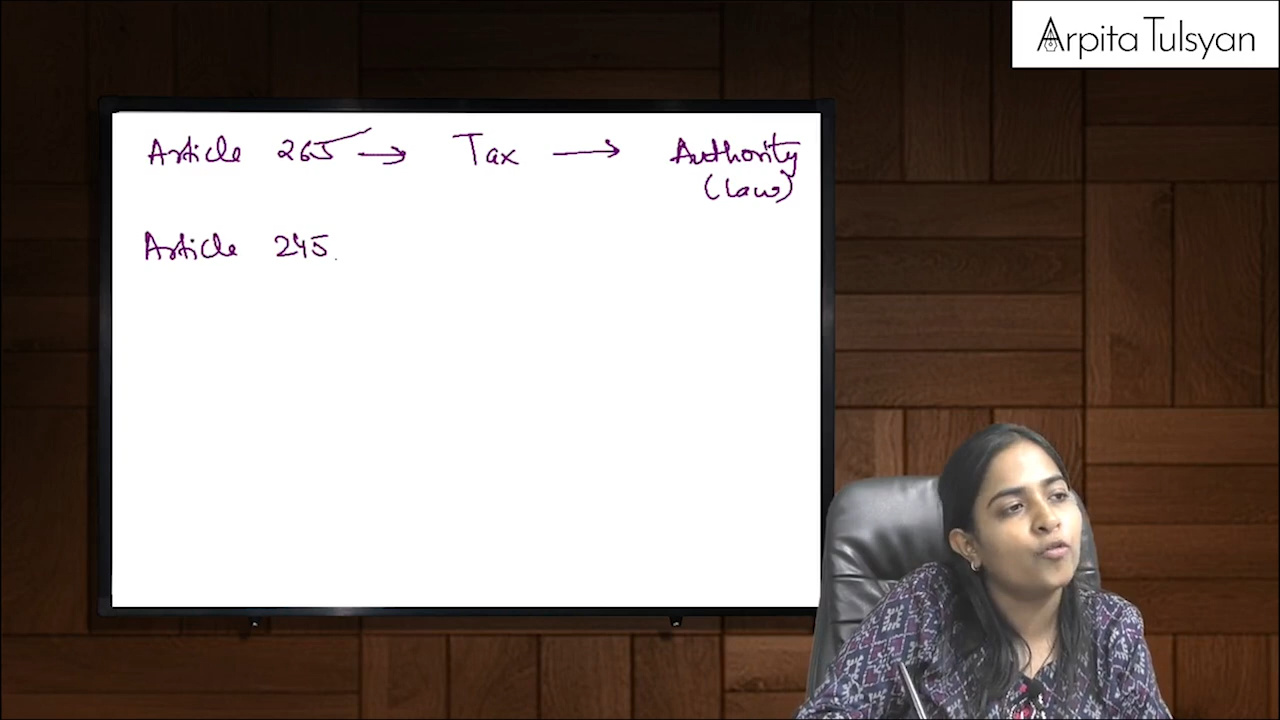 Arpita Tulsyan
Article 265 → Tax → Authority
(law)
Article 245